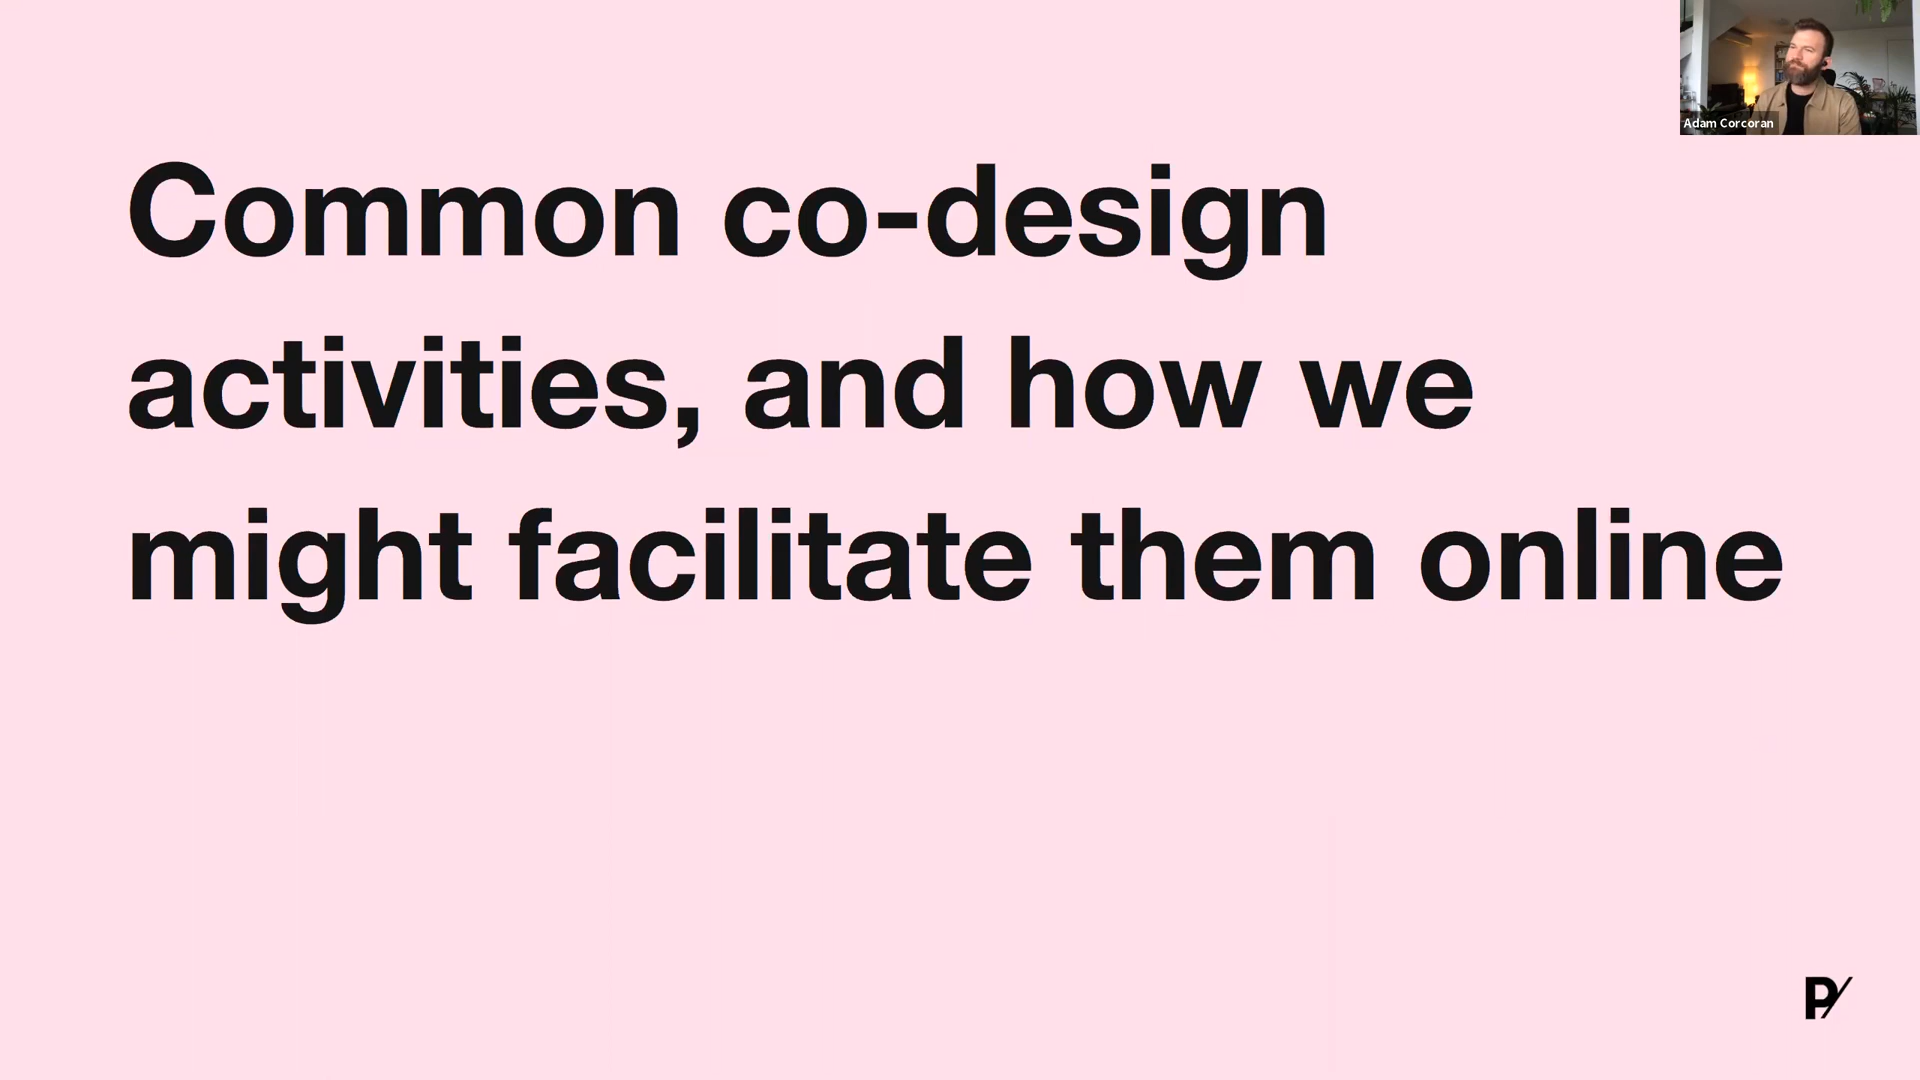 Adam Corcoran
Common co-design
activities, and how we
might facilitate them online
P/